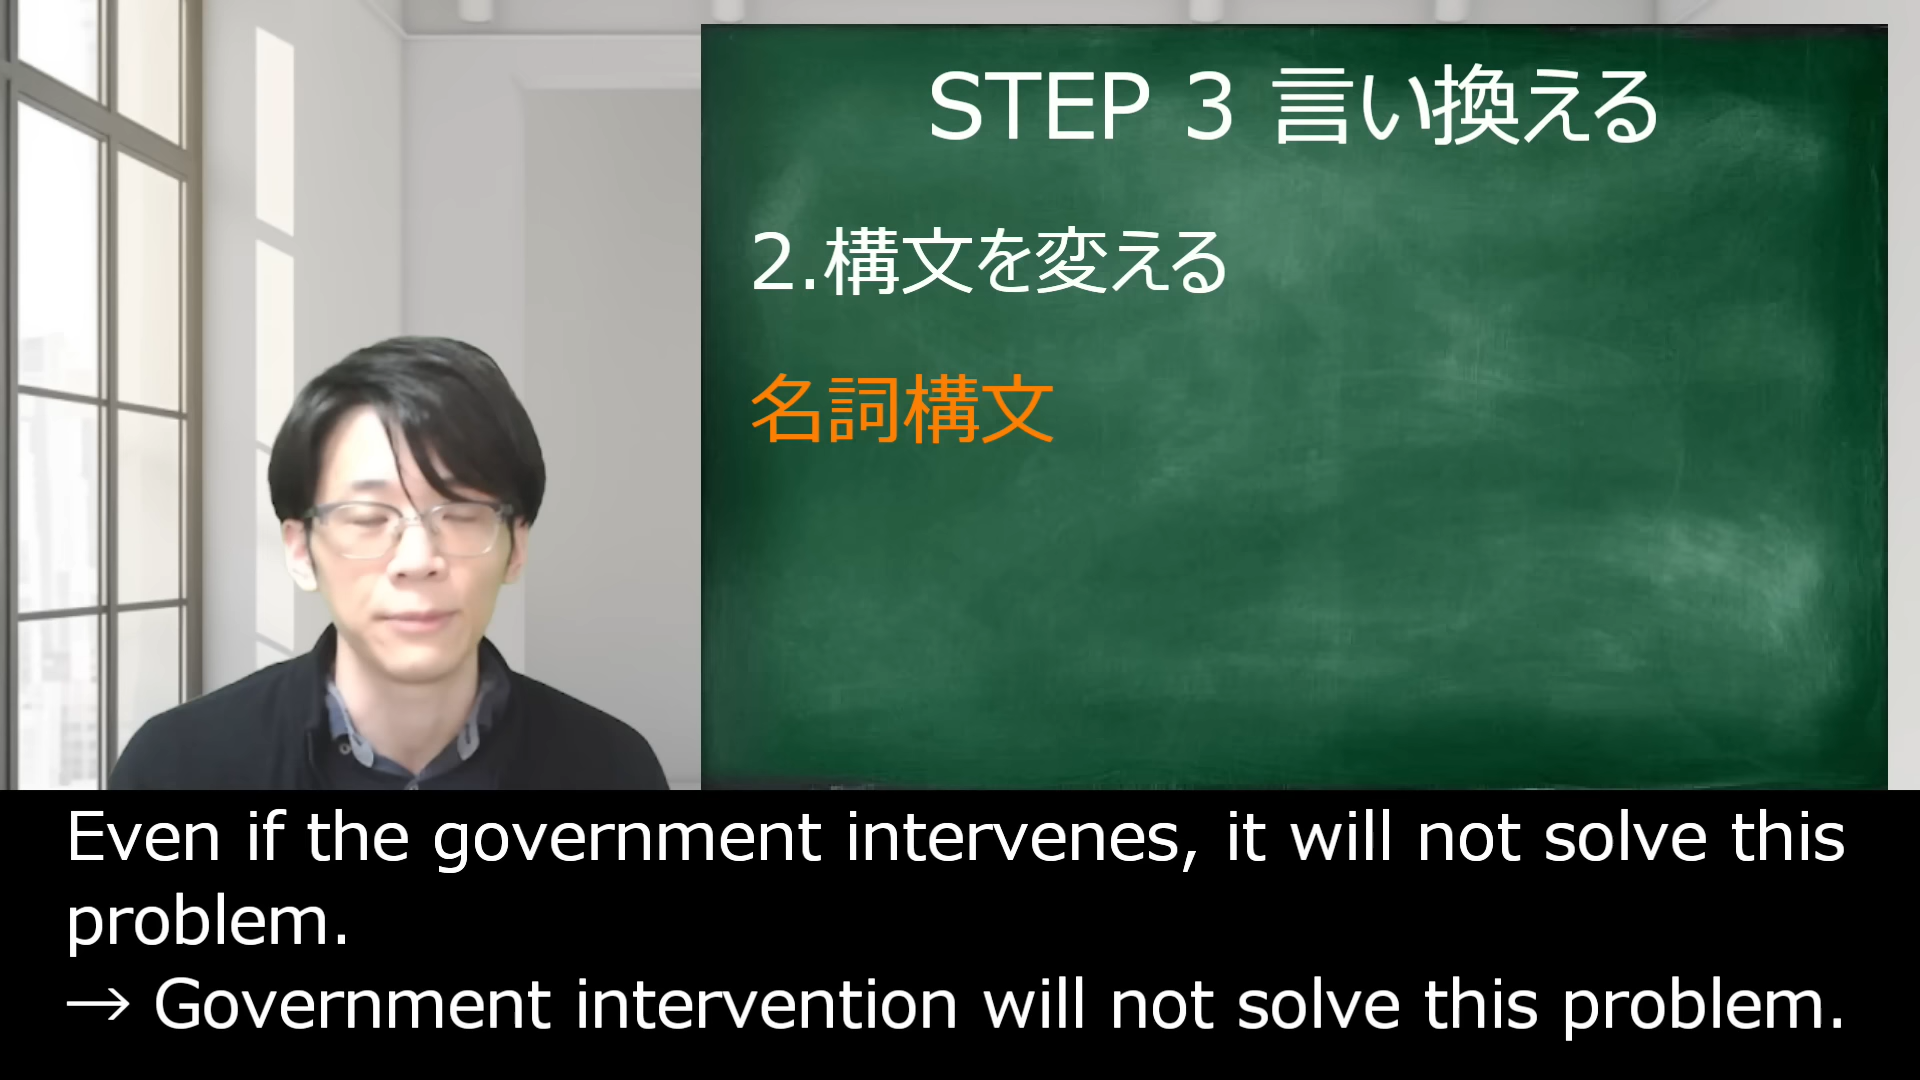 STEP 3 言い換える
2.構文を変える
名詞構文
Even if the government intervenes, it will not solve this
problem.
→ Government intervention will not solve this problem.